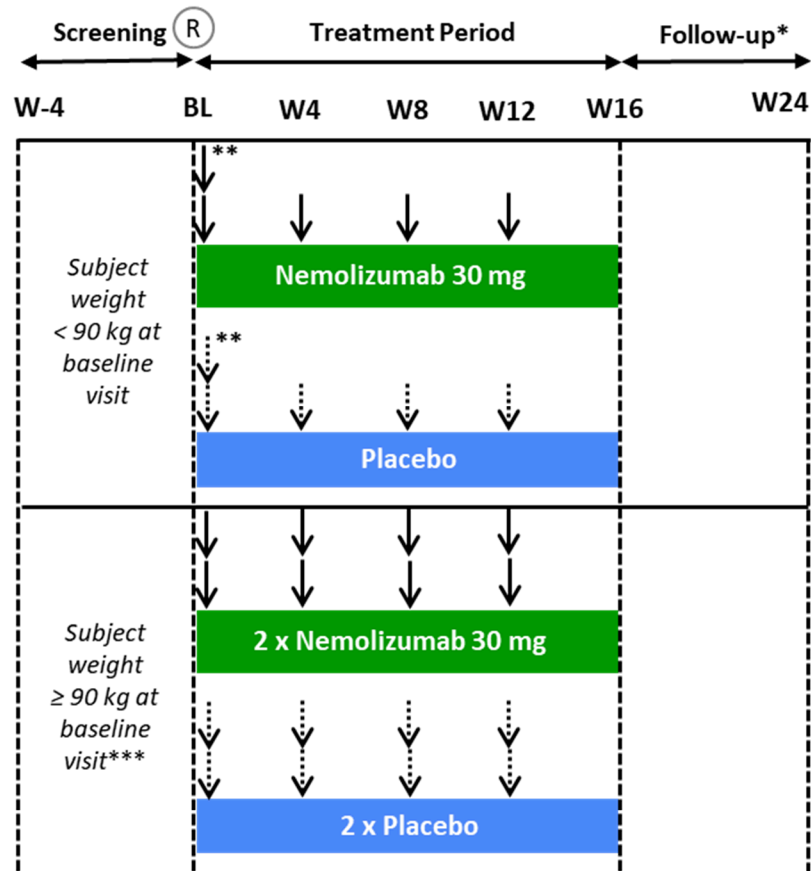 Screening R Treatment Period Follow-up*
W-4 BL W4 W8 W12 W16 W24
**
Subject
weight
< 90 kg at
baseline
visit
Nemolizumab 30 mg
**
Placebo
Subject
weight
≥ 90 kg at
baseline
visit***
2 x Nemolizumab 30 mg
2 x Placebo